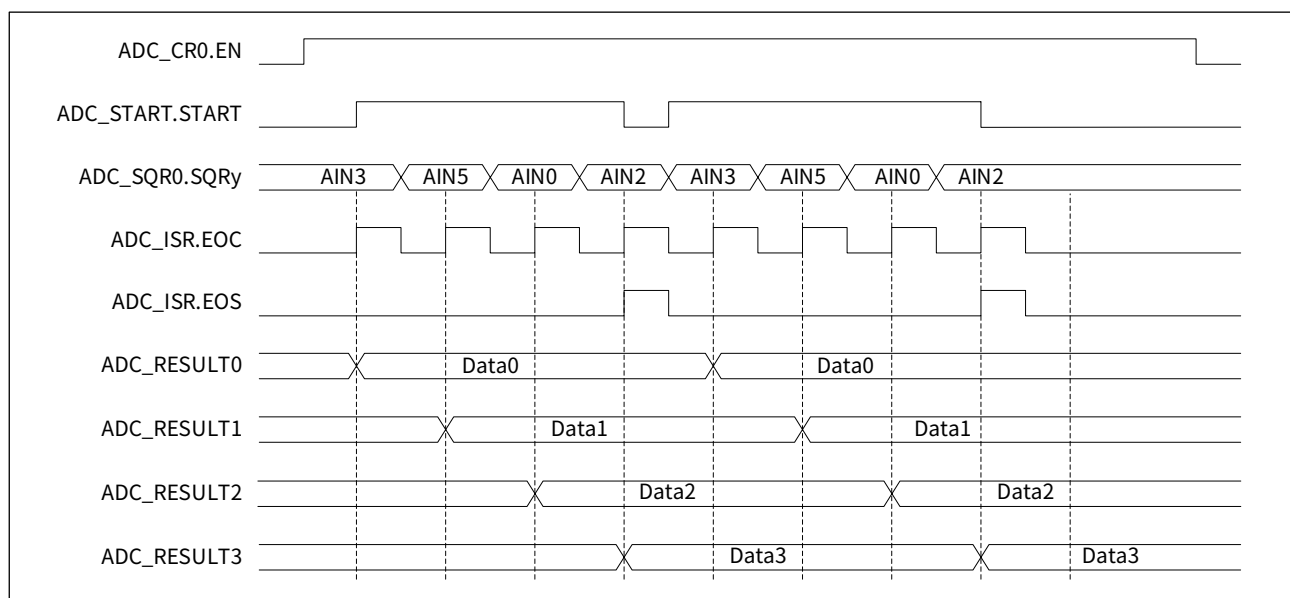 ADC_CR0.EN
ADC_START.START
ADC_SQR0.SQRy AIN3 AIN5 AIN0 AIN2 AIN3 AIN5 AIN0 AIN2
ADC_ISR.EOC
ADC_ISR.EOS
ADC_RESULT0 Data0 Data0
ADC_RESULT1 Data1 Data1
ADC_RESULT2 Data2 Data2
ADC_RESULT3 Data3 Data3